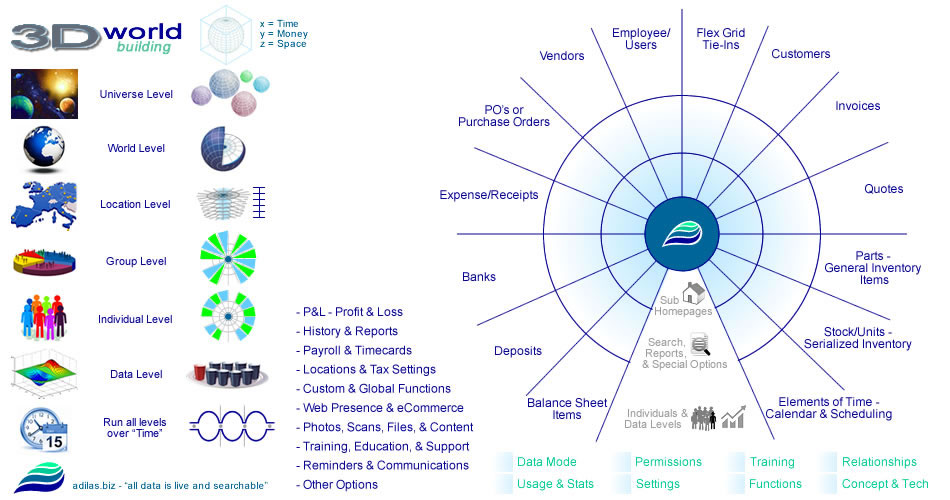 3D world
building
x = Time
y = Money
z = Space
Universe Level
World Level
Location Level
Group Level
Individual Level
Data Level
Run all levels
over “Time”
15
adilas.biz - “all data is live and searchable”
- P&L - Profit & Loss
- History & Reports
- Payroll & Timecards
- Locations & Tax Settings
- Custom & Global Functions
- Web Presence & eCommerce
- Photos, Scans, Files, & Content
- Training, Education, & Support
- Reminders & Communications
- Other Options
Employee/
Users
Flex Grid
Tie-Ins
Vendors
Customers
PO's or
Purchase Orders
Invoices
Expense/Receipts
Quotes
Banks
Parts -
General Inventory
Items
Deposits
Stock/Units -
Serialized Inventory
Balance Sheet
Items
Elements of Time -
Calendar & Scheduling
Sub
Homepages
Search,
Reports,
& Special Options
Individuals &
Data Levels
Data Mode
Permissions
Training
Relationships
Usage & Stats
Settings
Functions
Concept & Tech